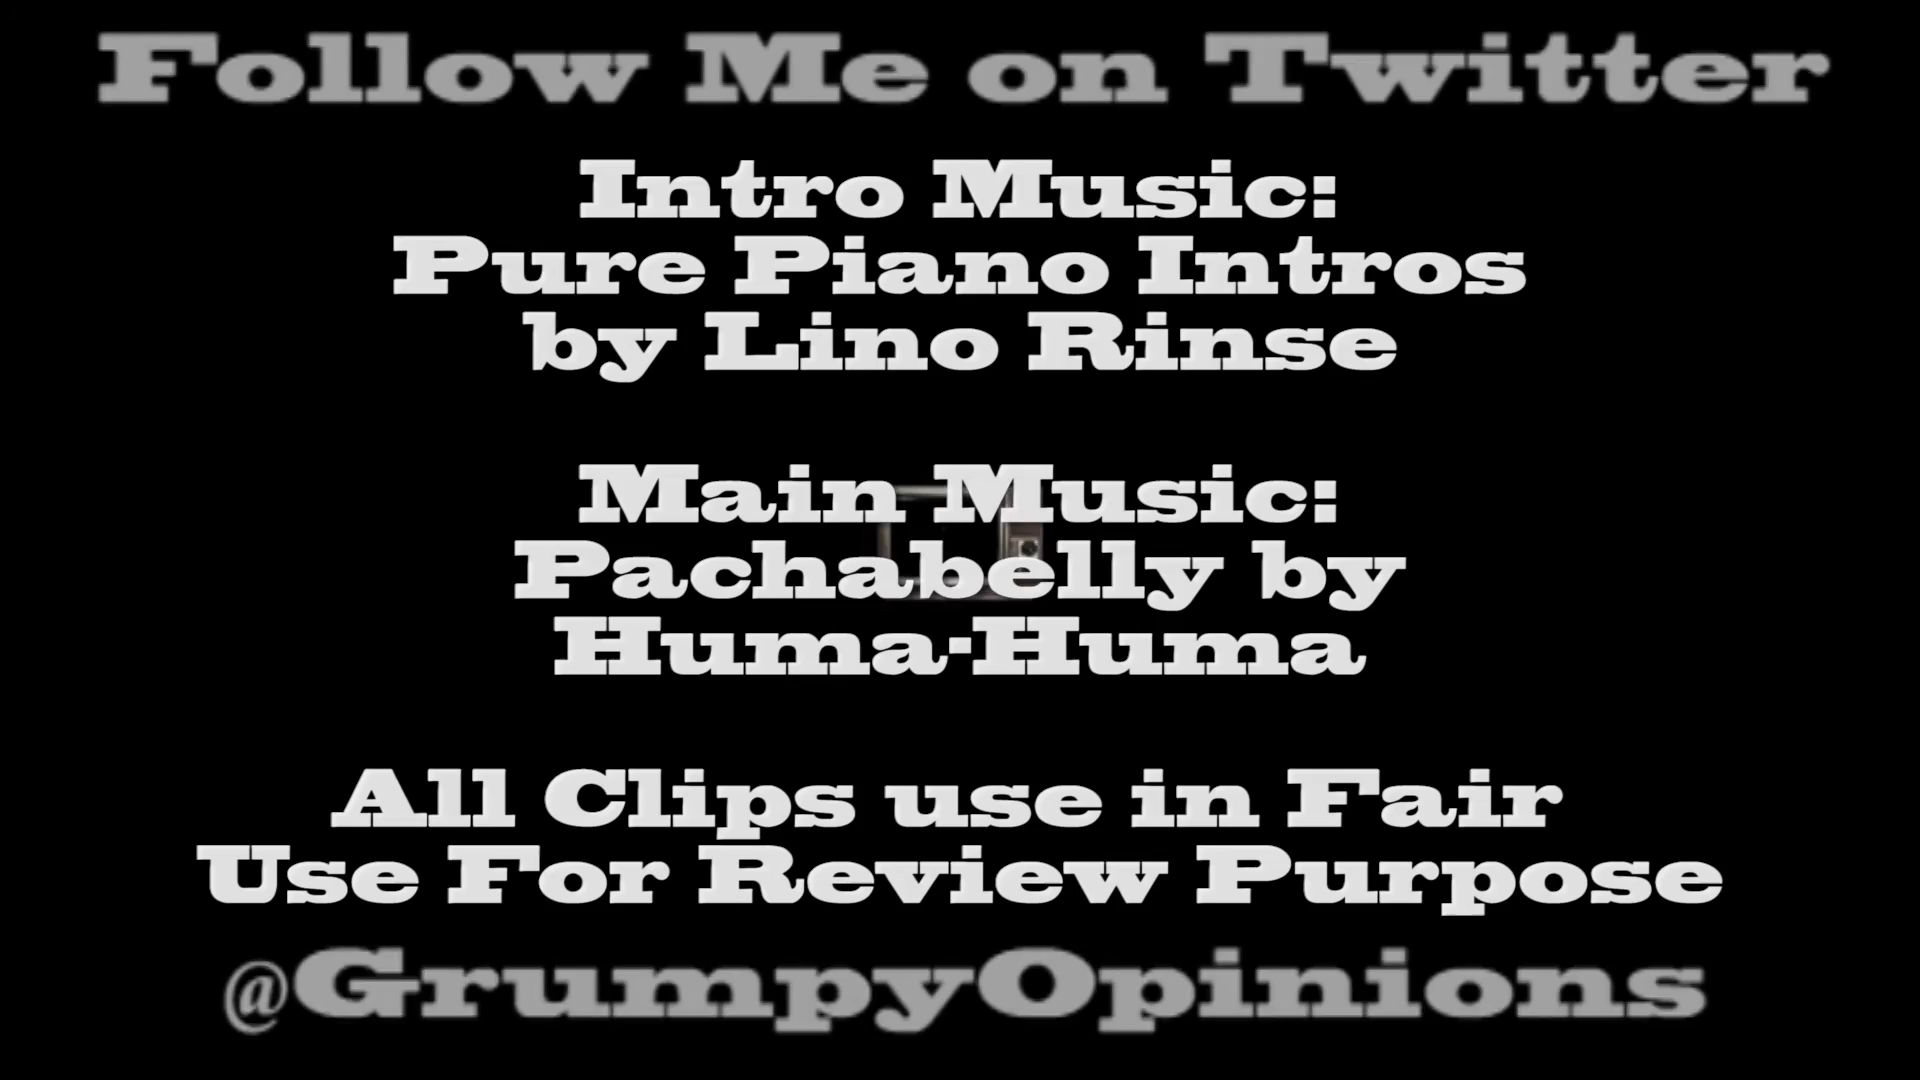 Follow Me on Twitter
Intro Music:
Pure Piano Intros
by Lino Rinse
Main Music:
Pachabelly by
Huma-Huma
All Clips use in Fair
Use For Review Purpose
@GrumpyOpinions